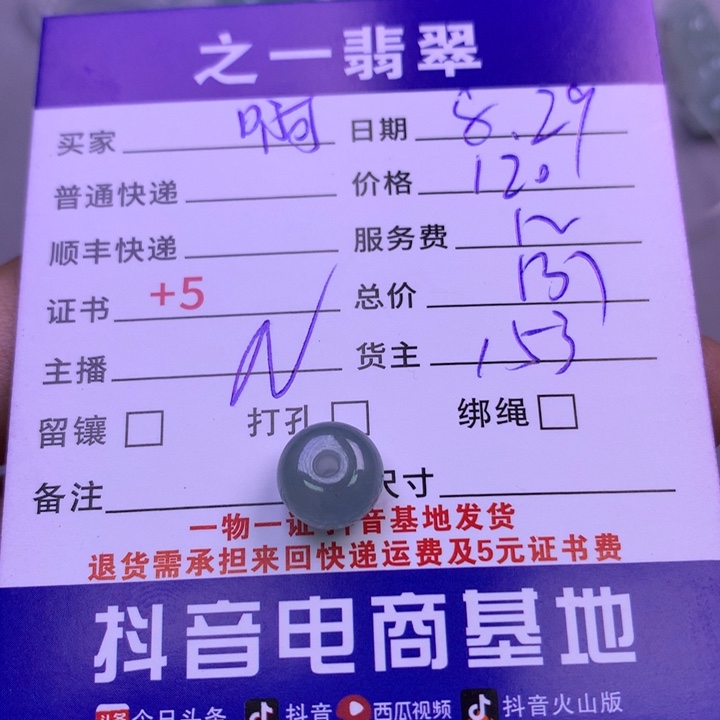 之一翡翠
买家 啊 日期 8.29
普通快递 价格 120
顺丰快递 服务费 12
证书 +5 总价 137
主播 N 货主 153
留镶 打孔 绑绳
备注 尺寸
一物一证 抖音基地发货
退货需承担来回快递运费及5元证书费
抖音电商基地
头条 今日头条 抖音 西瓜视频 抖音火山版